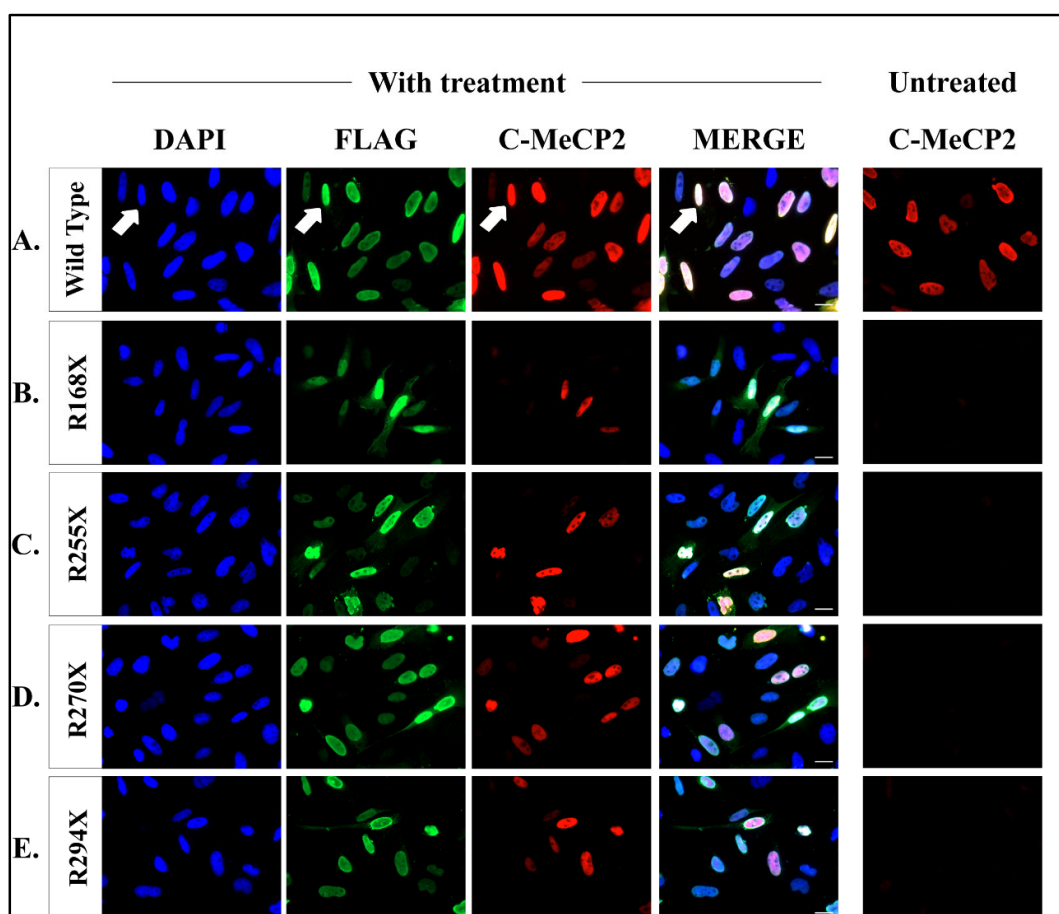 With treatment Untreated
DAPI FLAG C-MeCP2 MERGE C-MeCP2
A. Wild Type
B. R168X
C. R255X
D. R270X
E. R294X